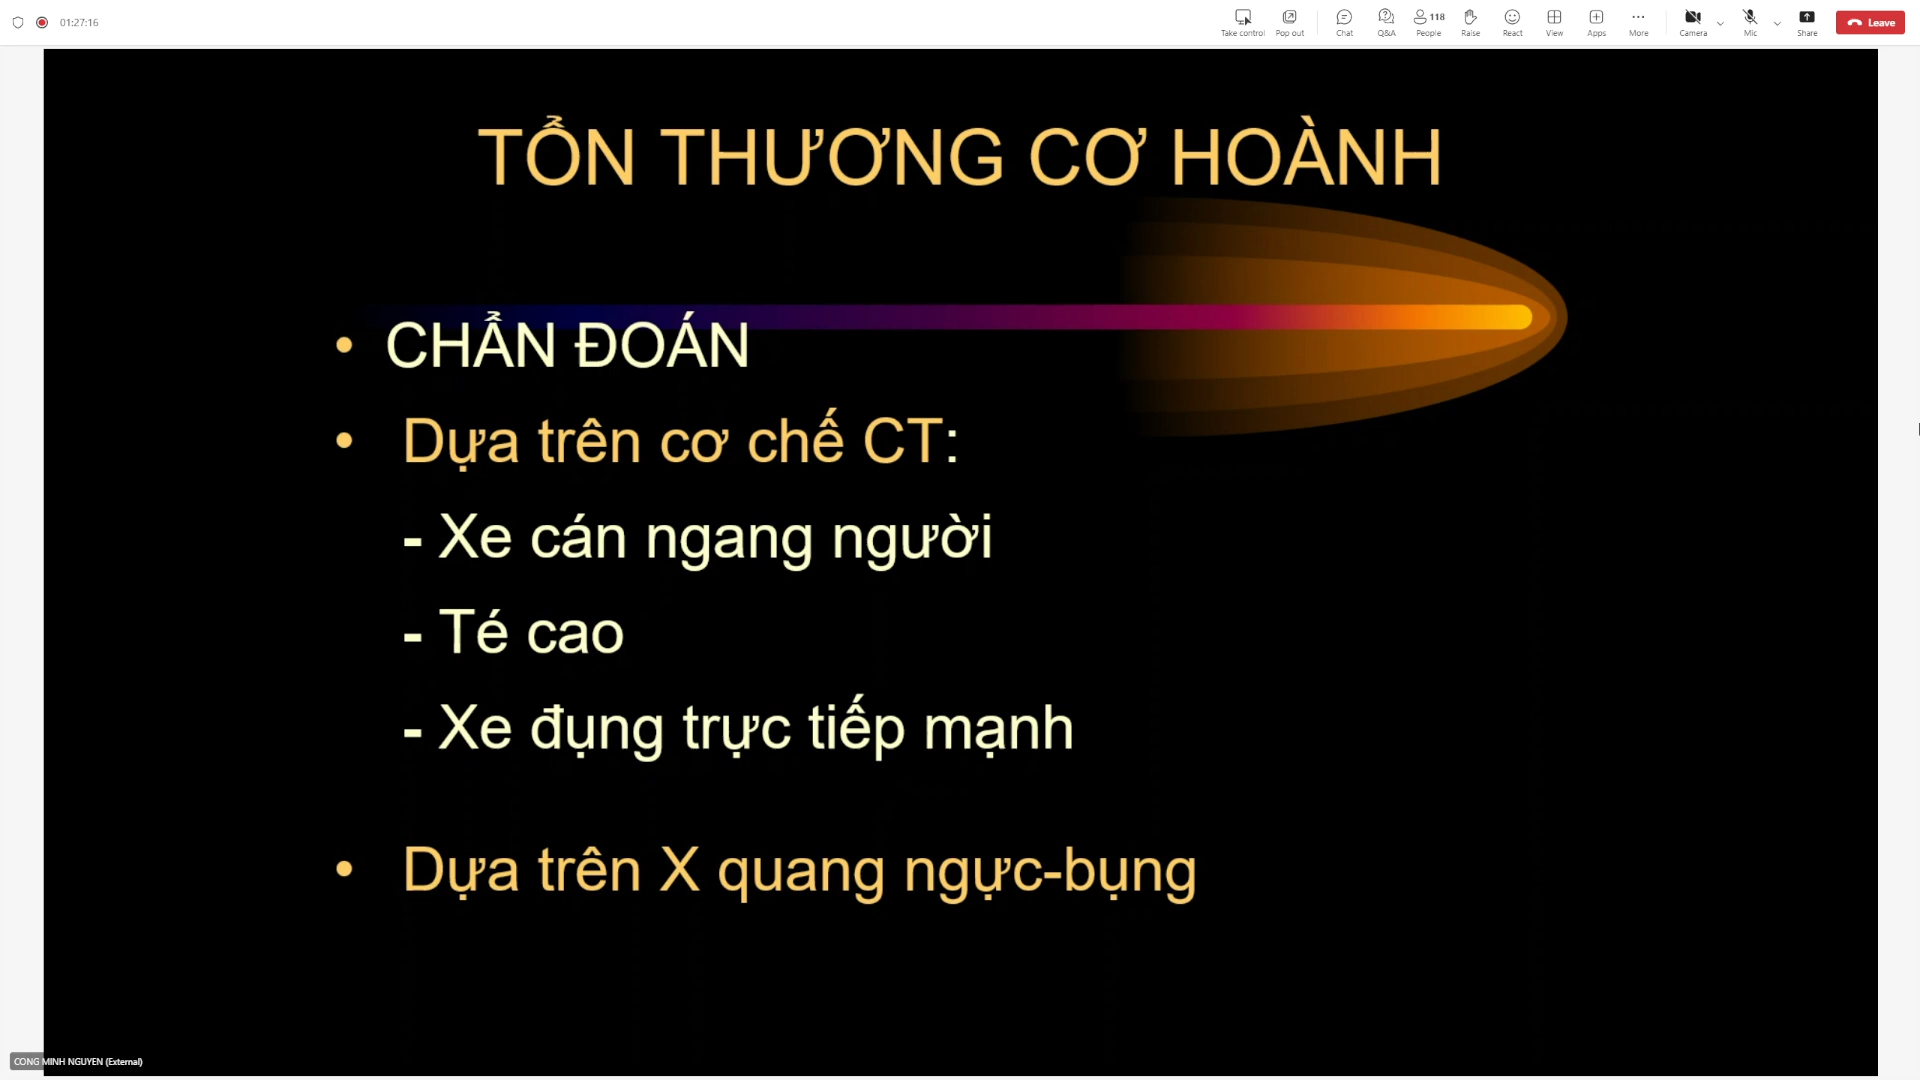 01:27:16
Take control
Pop out
Chat
Q&A
118
People
Raise
React
View
Apps
More
Camera
Mic
Share
Leave
TỔN THƯƠNG CƠ HOÀNH
• CHẨN ĐOÁN
• Dựa trên cơ chế CT:
- Xe cán ngang người
- Té cao
- Xe đụng trực tiếp mạnh
• Dựa trên X quang ngực-bụng
CONG MINH NGUYEN (External)